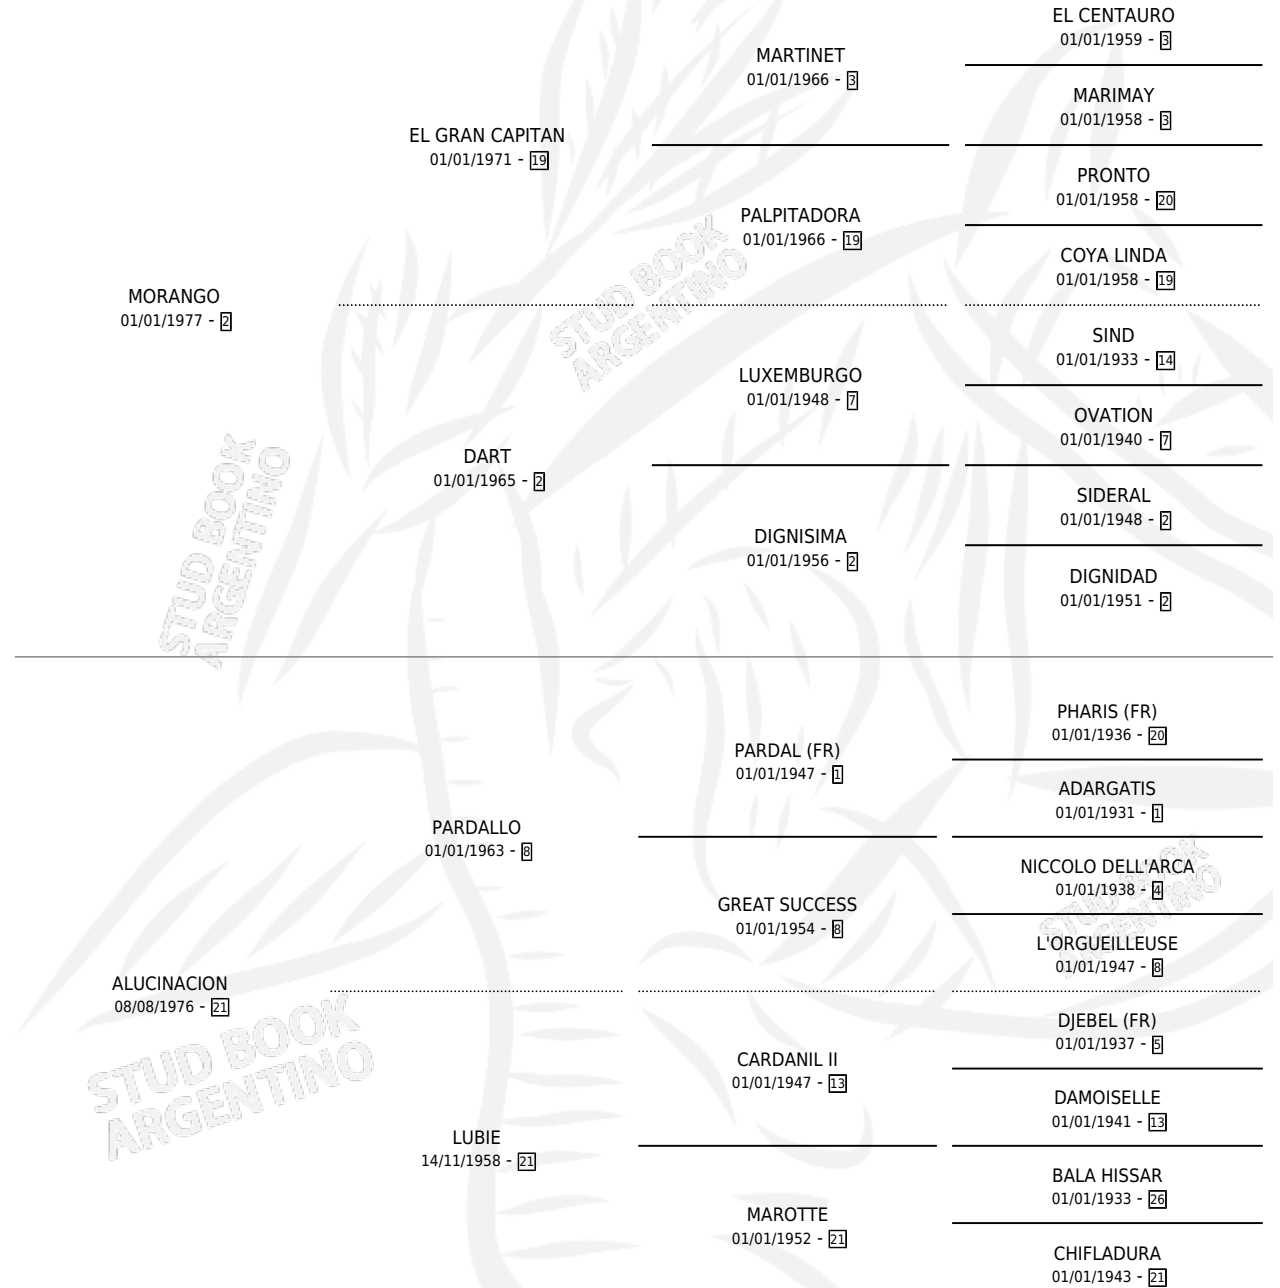 EL CENTAURO
01/01/1959 - 3
MARTINET
01/01/1966 - 3
MARIMAY
01/01/1958 - 3
EL GRAN CAPITAN
01/01/1971 - 19
PRONTO
01/01/1958 - 20
PALPITADORA
01/01/1966 - 19
COYA LINDA
01/01/1958 - 19
MORANGO
01/01/1977 - 2
SIND
01/01/1933 - 14
LUXEMBURGO
01/01/1948 - 7
OVATION
01/01/1940 - 7
DART
01/01/1965 - 2
SIDERAL
01/01/1948 - 2
DIGNISIMA
01/01/1956 - 2
DIGNIDAD
01/01/1951 - 2
PHARIS (FR)
01/01/1936 - 20
PARDAL (FR)
01/01/1947 - 1
ADARGATIS
01/01/1931 - 1
PARDALLO
01/01/1963 - 8
NICCOLO DELL'ARCA
01/01/1938 - 4
GREAT SUCCESS
01/01/1954 - 8
L'ORGUEILLEUSE
01/01/1947 - 8
ALUCINACION
08/08/1976 - 21
DJEBEL (FR)
01/01/1937 - 5
CARDANIL II
01/01/1947 - 13
DAMOISELLE
01/01/1941 - 13
LUBIE
14/11/1958 - 21
BALA HISSAR
01/01/1933 - 26
MAROTTE
01/01/1952 - 21
CHIFLADURA
01/01/1943 - 21
STUD BOOK
ARGENTINO
STUD BOOK
ARGENTINO
STUD BOOK
ARGENTINO
STUD BOOK
ARGENTINO